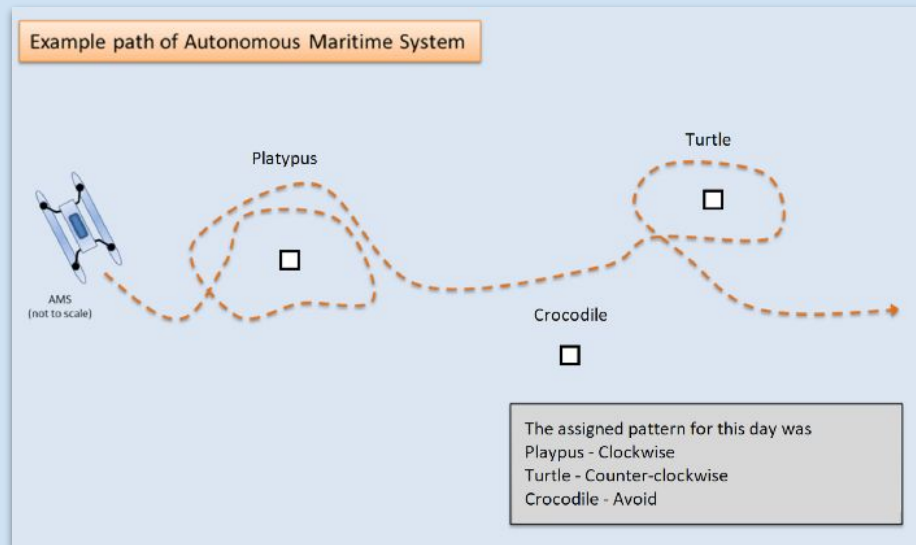 Example path of Autonomous Maritime System
Turtle
Platypus
AMS
(not to scale)
Crocodile
The assigned pattern for this day was
Playpus - Clockwise
Turtle - Counter-clockwise
Crocodile - Avoid